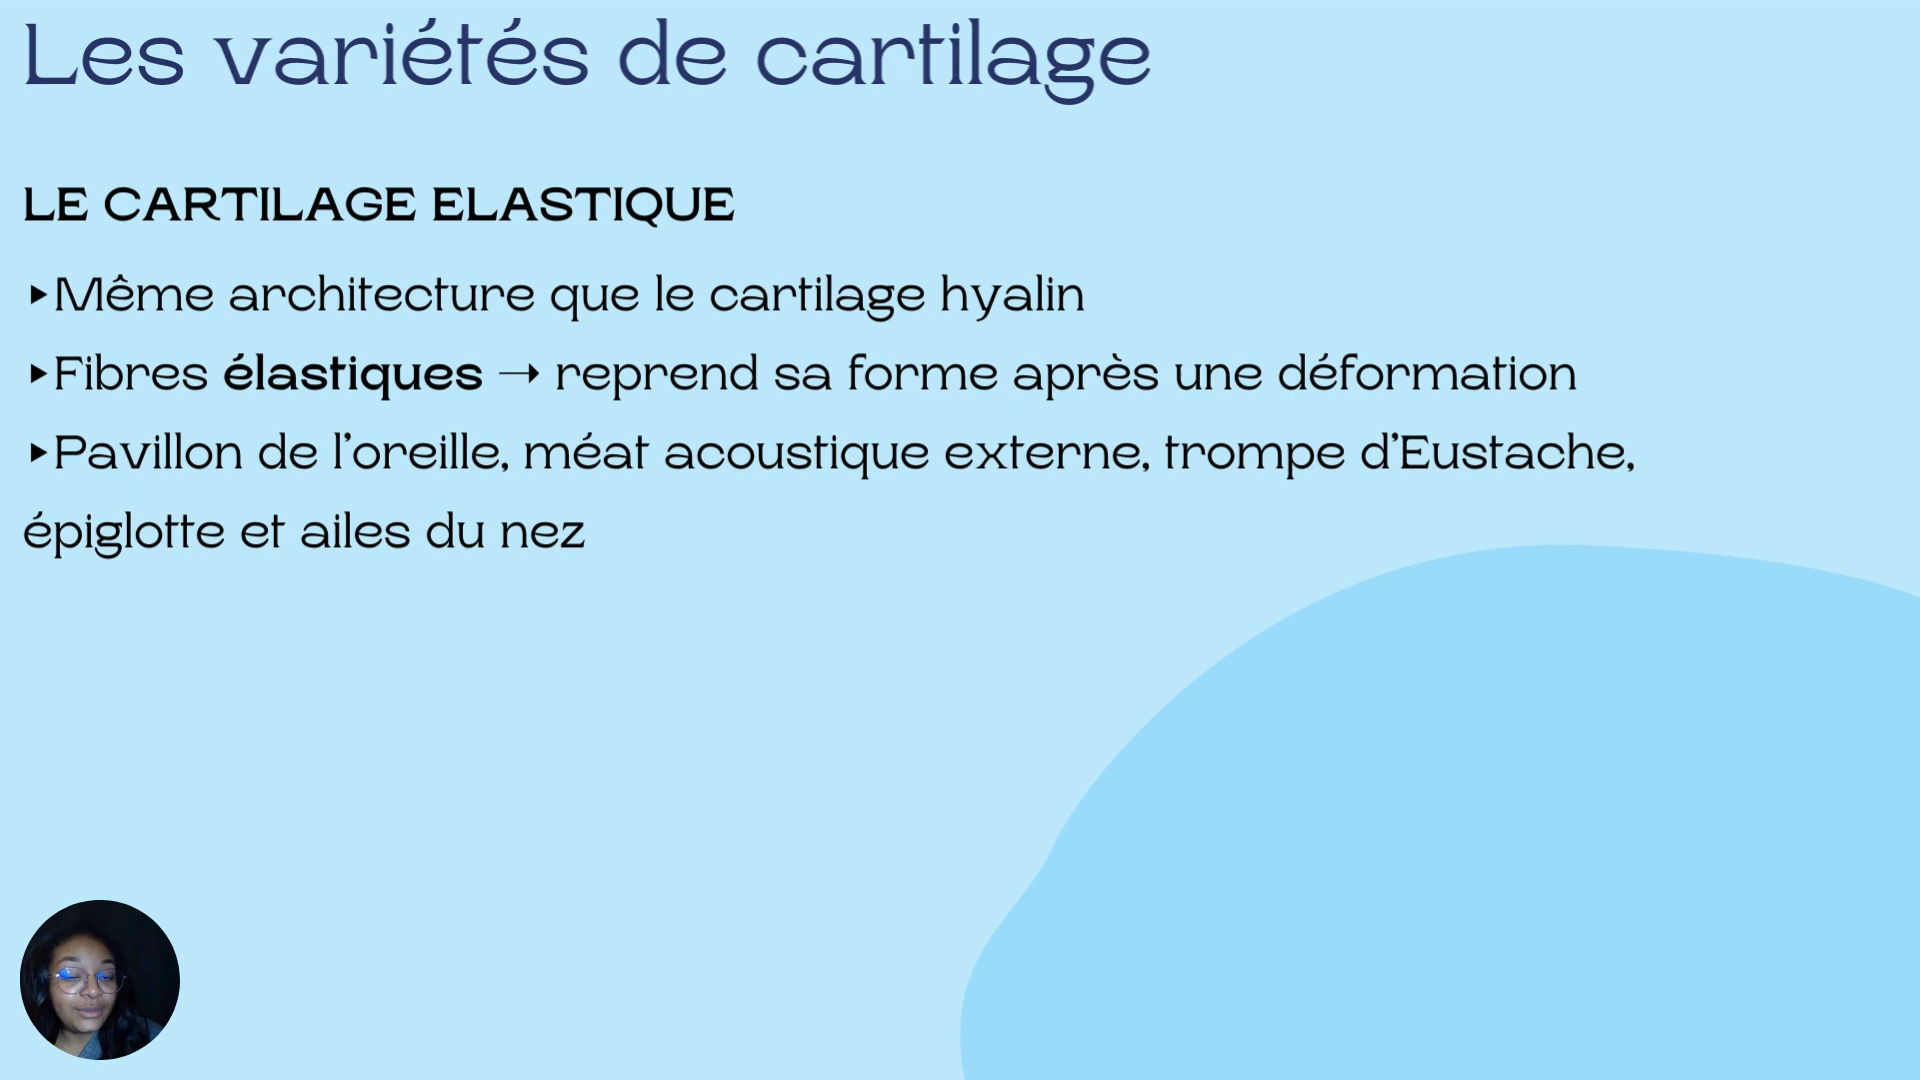 Les variétés de cartilage
LE CARTILAGE ELASTIQUE
‣Même architecture que le cartilage hyalin
‣Fibres élastiques → reprend sa forme après une déformation
‣Pavillon de l’oreille, méat acoustique externe, trompe d’Eustache,
épiglotte et ailes du nez